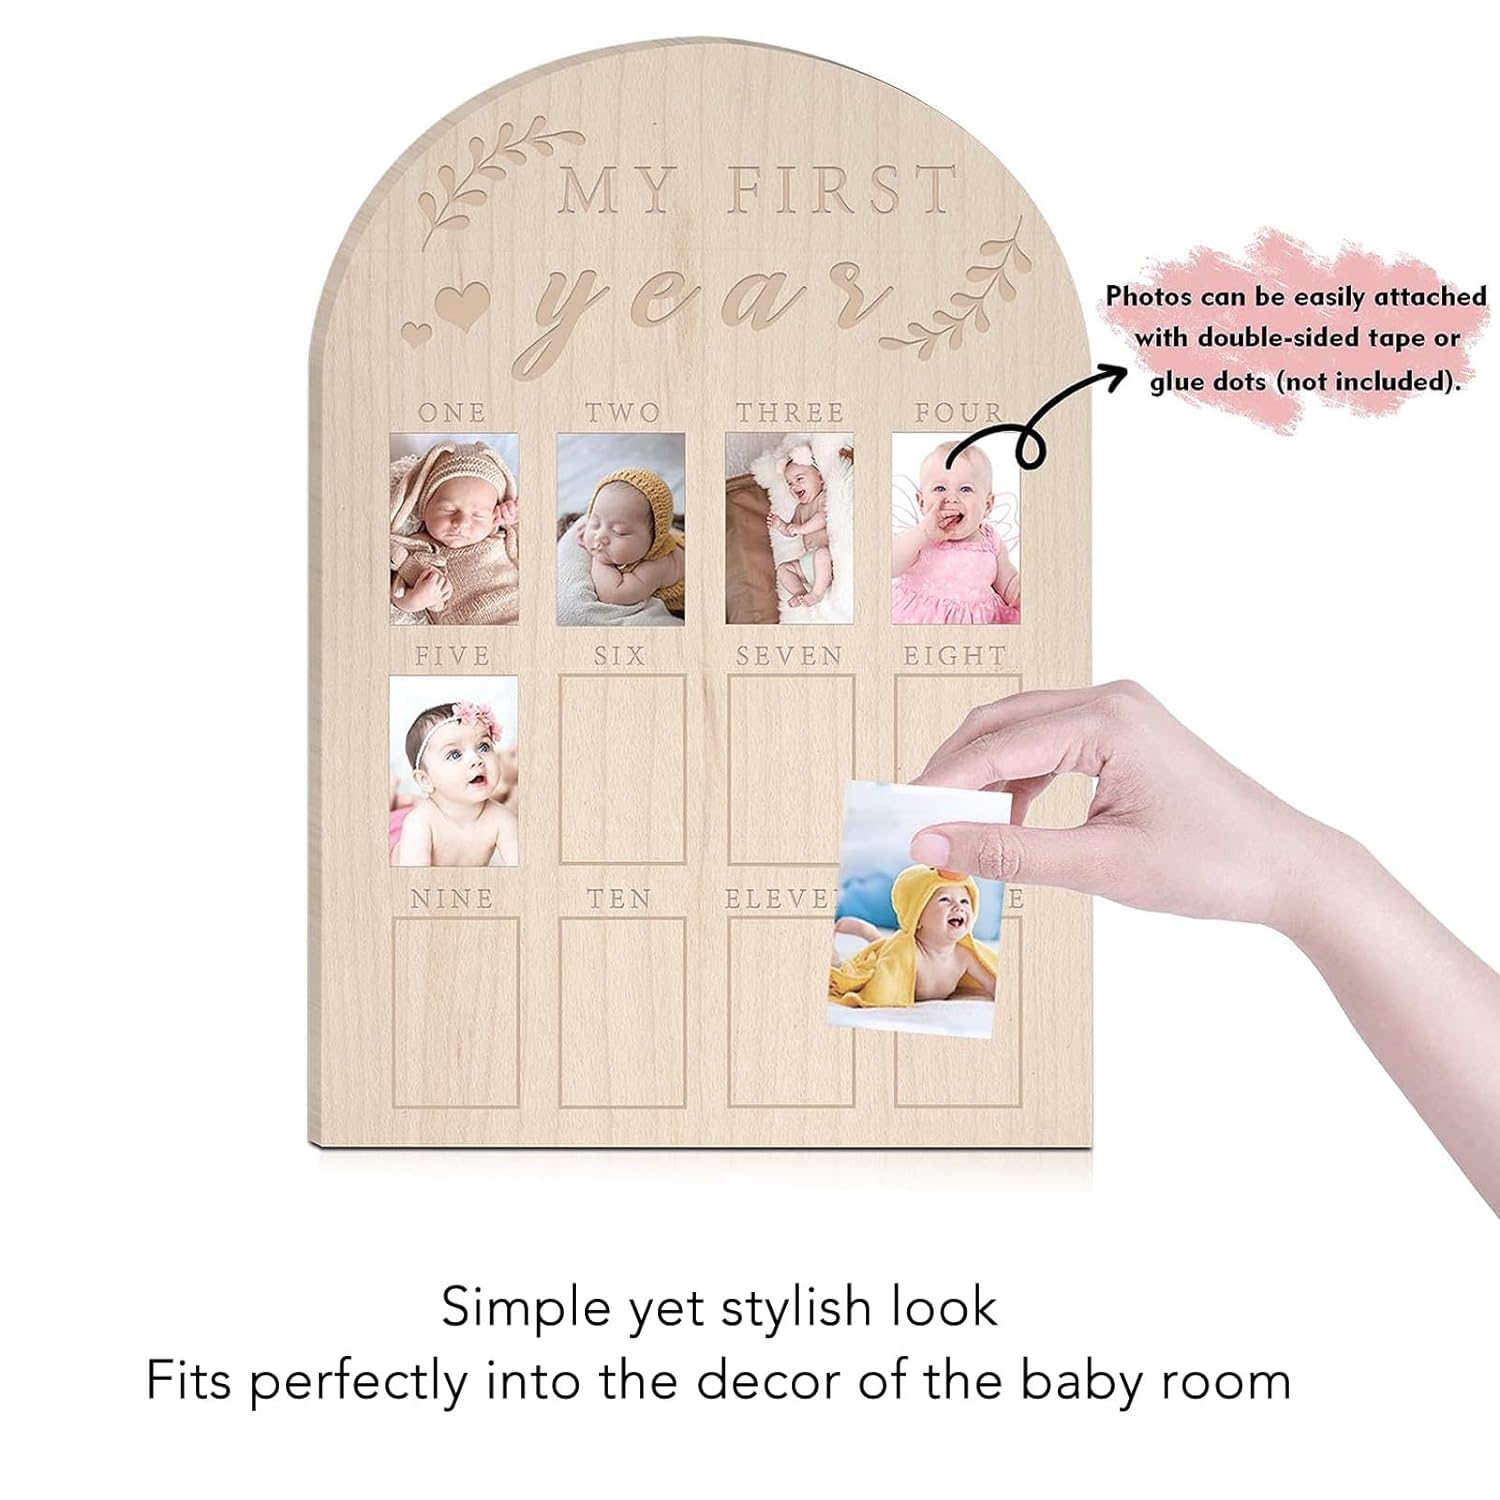 MY FIRST
year
Photos can be easily attached
with double-sided tape or
glue dots (not included).
ONE TWO THREE FOUR
FIVE SIX SEVEN EIGHT
NINE TEN ELEVE E
Simple yet stylish look
Fits perfectly into the decor of the baby room